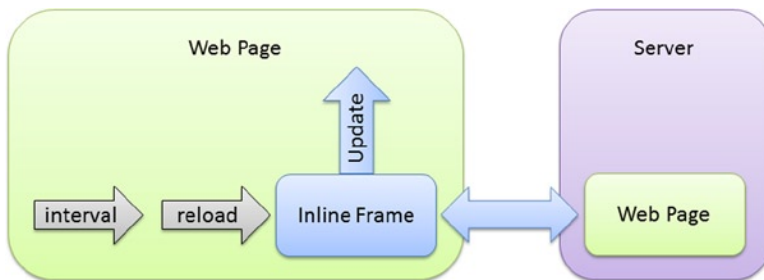 Web Page
Server
Update
interval
reload
Inline Frame
Web Page